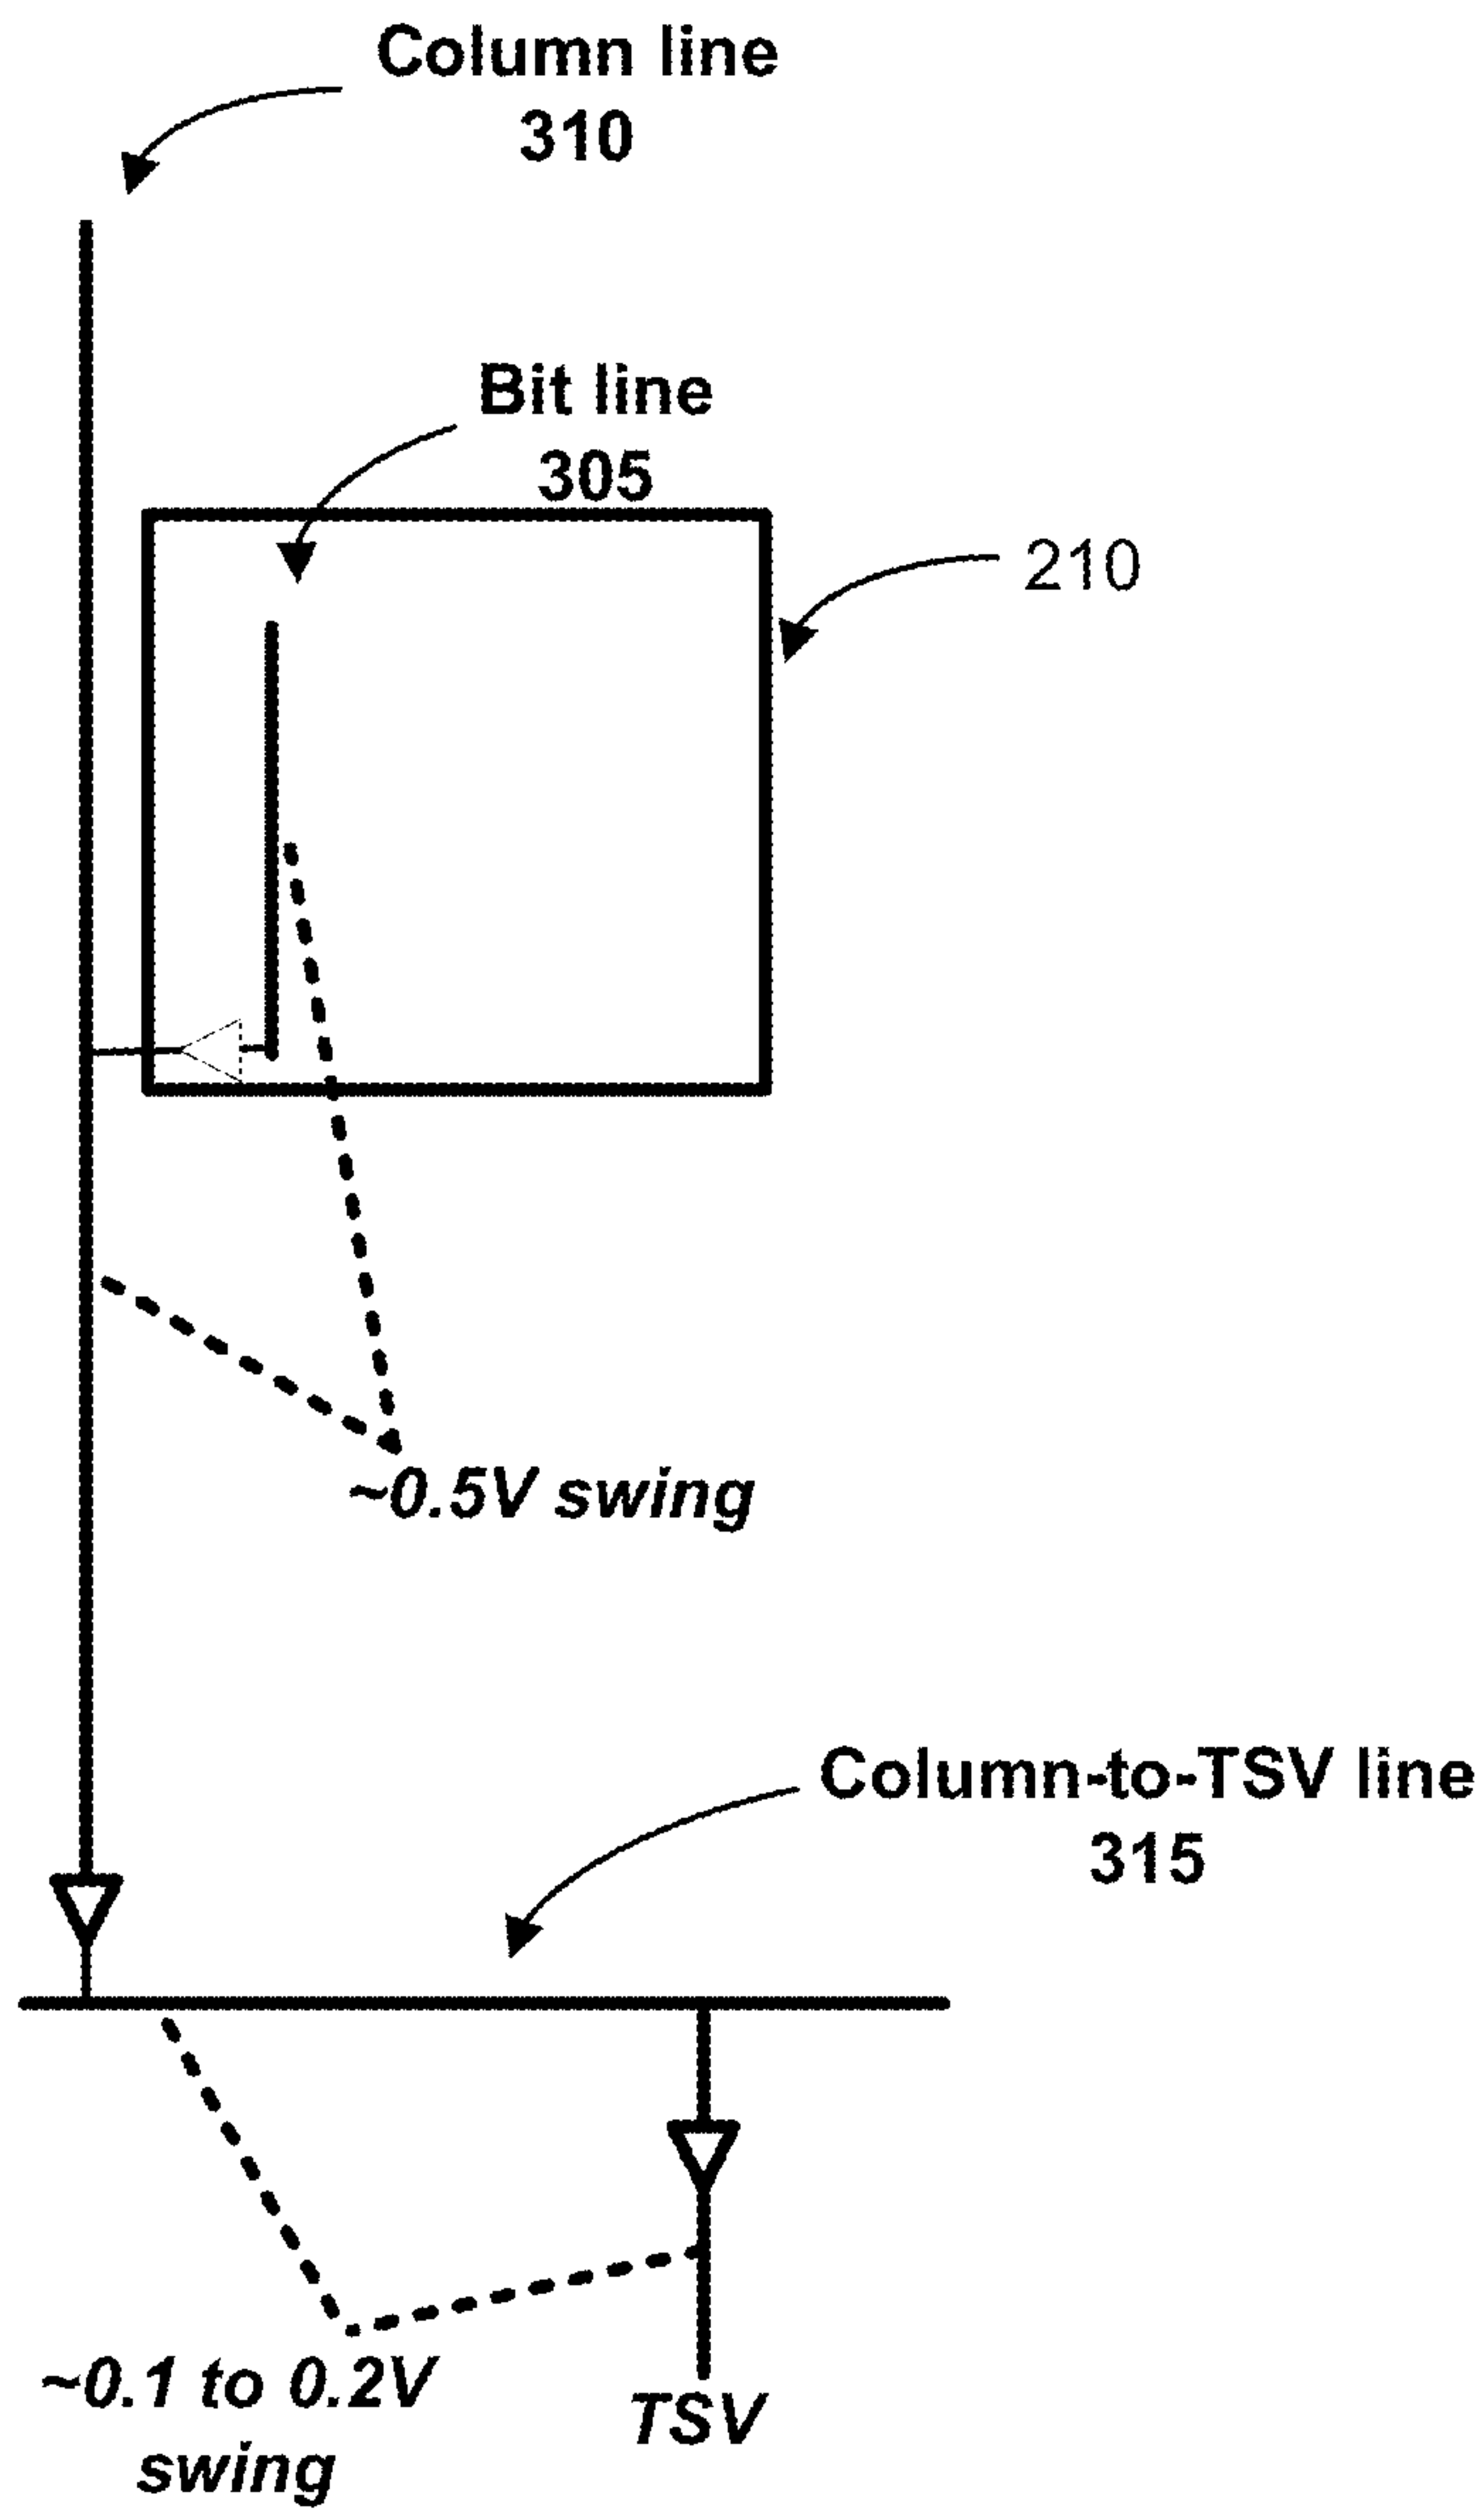 Column line
310
Bit line
305
210
~0.5V swing
Column-to-TSV line
315
~0.1 to 0.2V
swing
TSV